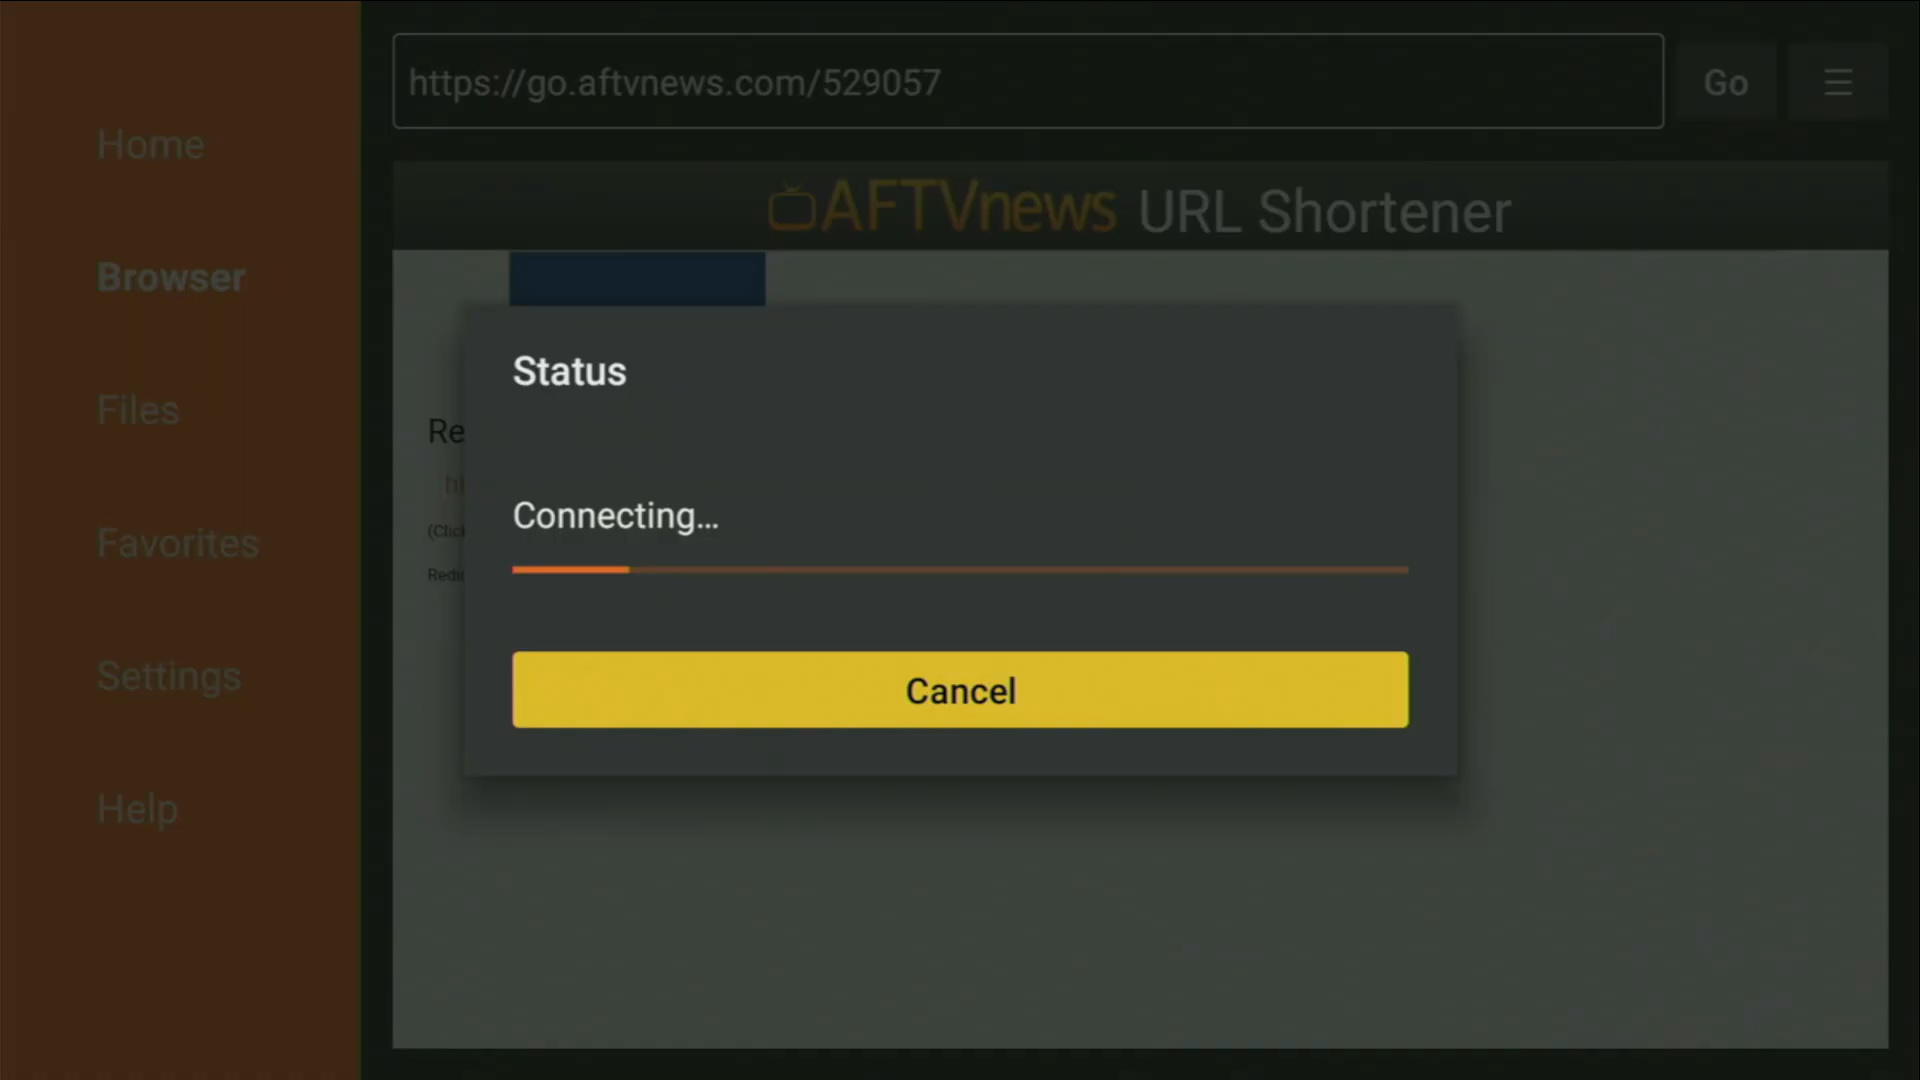 https://go.aftvnews.com/529057
Go
Home
Browser
Files
Favorites
Settings
Help
AFTVnews URL Shortener
Status
Connecting...
Cancel